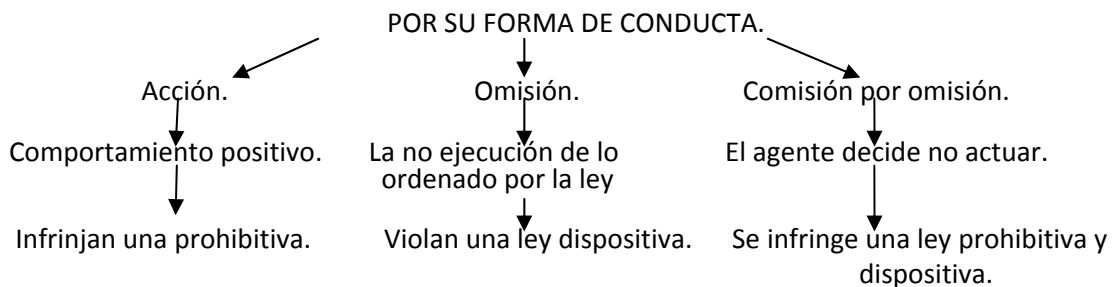 POR SU FORMA DE CONDUCTA.
Acción.
Omisión.
Comisión por omisión.
Comportamiento positivo.
La no ejecución de lo
ordenado por la ley
El agente decide no actuar.
Infrinjan una prohibitiva.
Violan una ley dispositiva.
Se infringe una ley prohibitiva y
dispositiva.